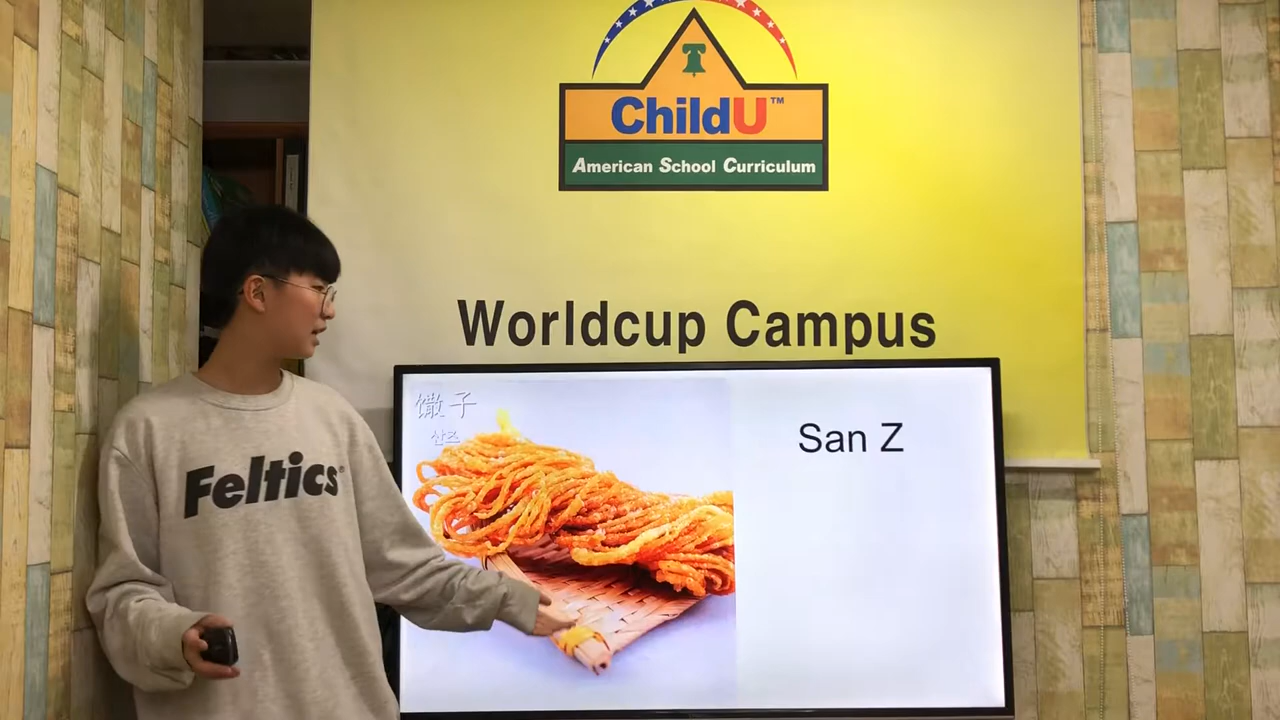 ChildU™
American School Curriculum
Worldcup Campus
馓子
산즈
San Z
Feltics®